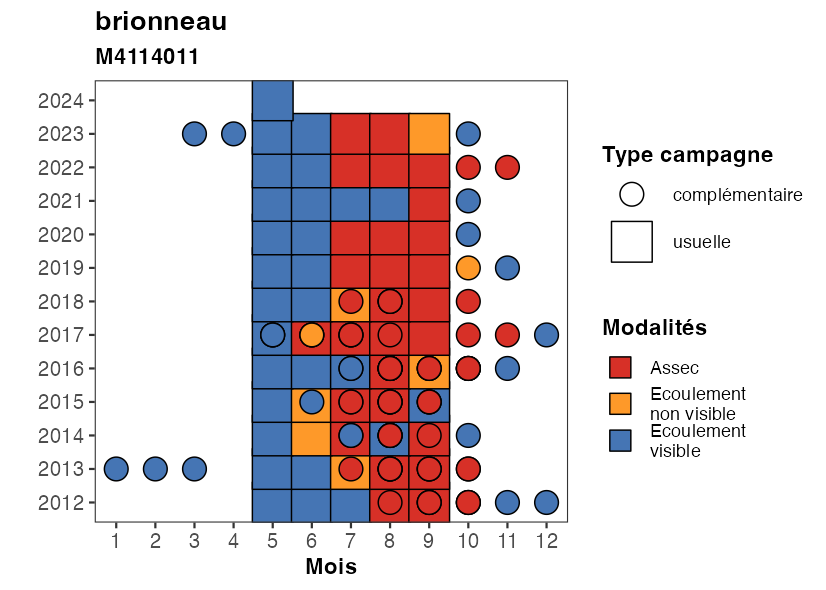 brionneau
M4114011
2024
2023
2022
2021
2020
2019
2018
2017
2016
2015
2014
2013
2012
1 2 3 4 5 6 7 8 9 10 11 12
Mois
Type campagne
complémentaire
usuelle
Modalités
Assec
Ecoulement
non visible
Ecoulement
visible